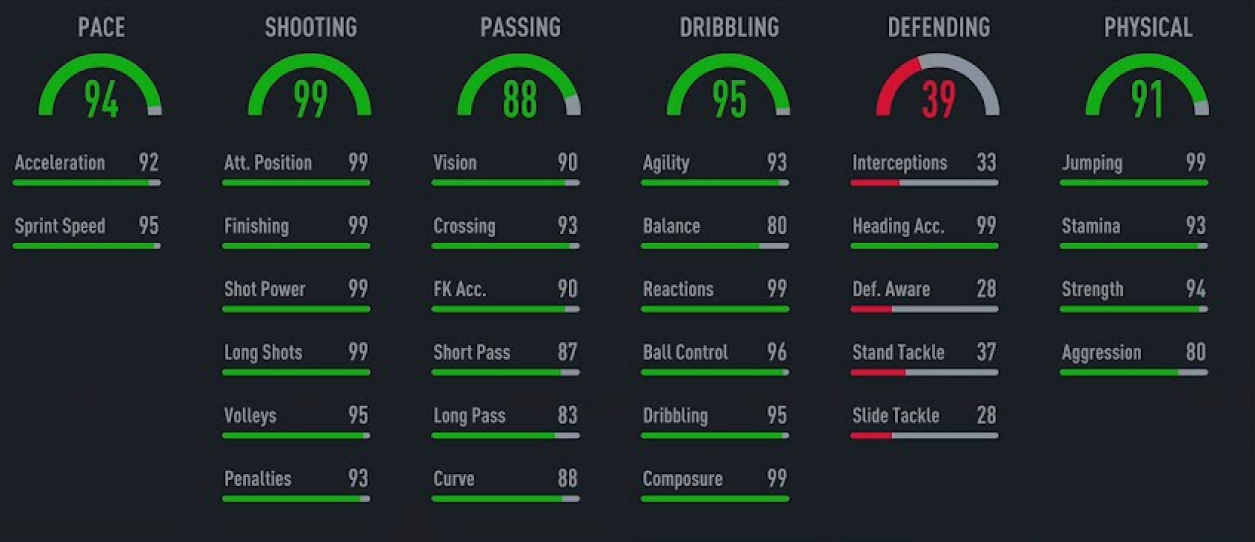 PACE SHOOTING PASSING DRIBBLING DEFENDING PHYSICAL
94 99 88 95 39 91
Acceleration 92 Att. Position 99 Vision 90 Agility 93 Interceptions 33 Jumping 99
Sprint Speed 95 Finishing 99 Crossing 93 Balance 80 Heading Acc. 99 Stamina 93
Shot Power 99 FK Acc. 90 Reactions 99 Def. Aware 28 Strength 94
Long Shots 99 Short Pass 87 Ball Control 96 Stand Tackle 37 Aggression 80
Volleys 95 Long Pass 83 Dribbling 95 Slide Tackle 28
Penalties 93 Curve 88 Composure 99